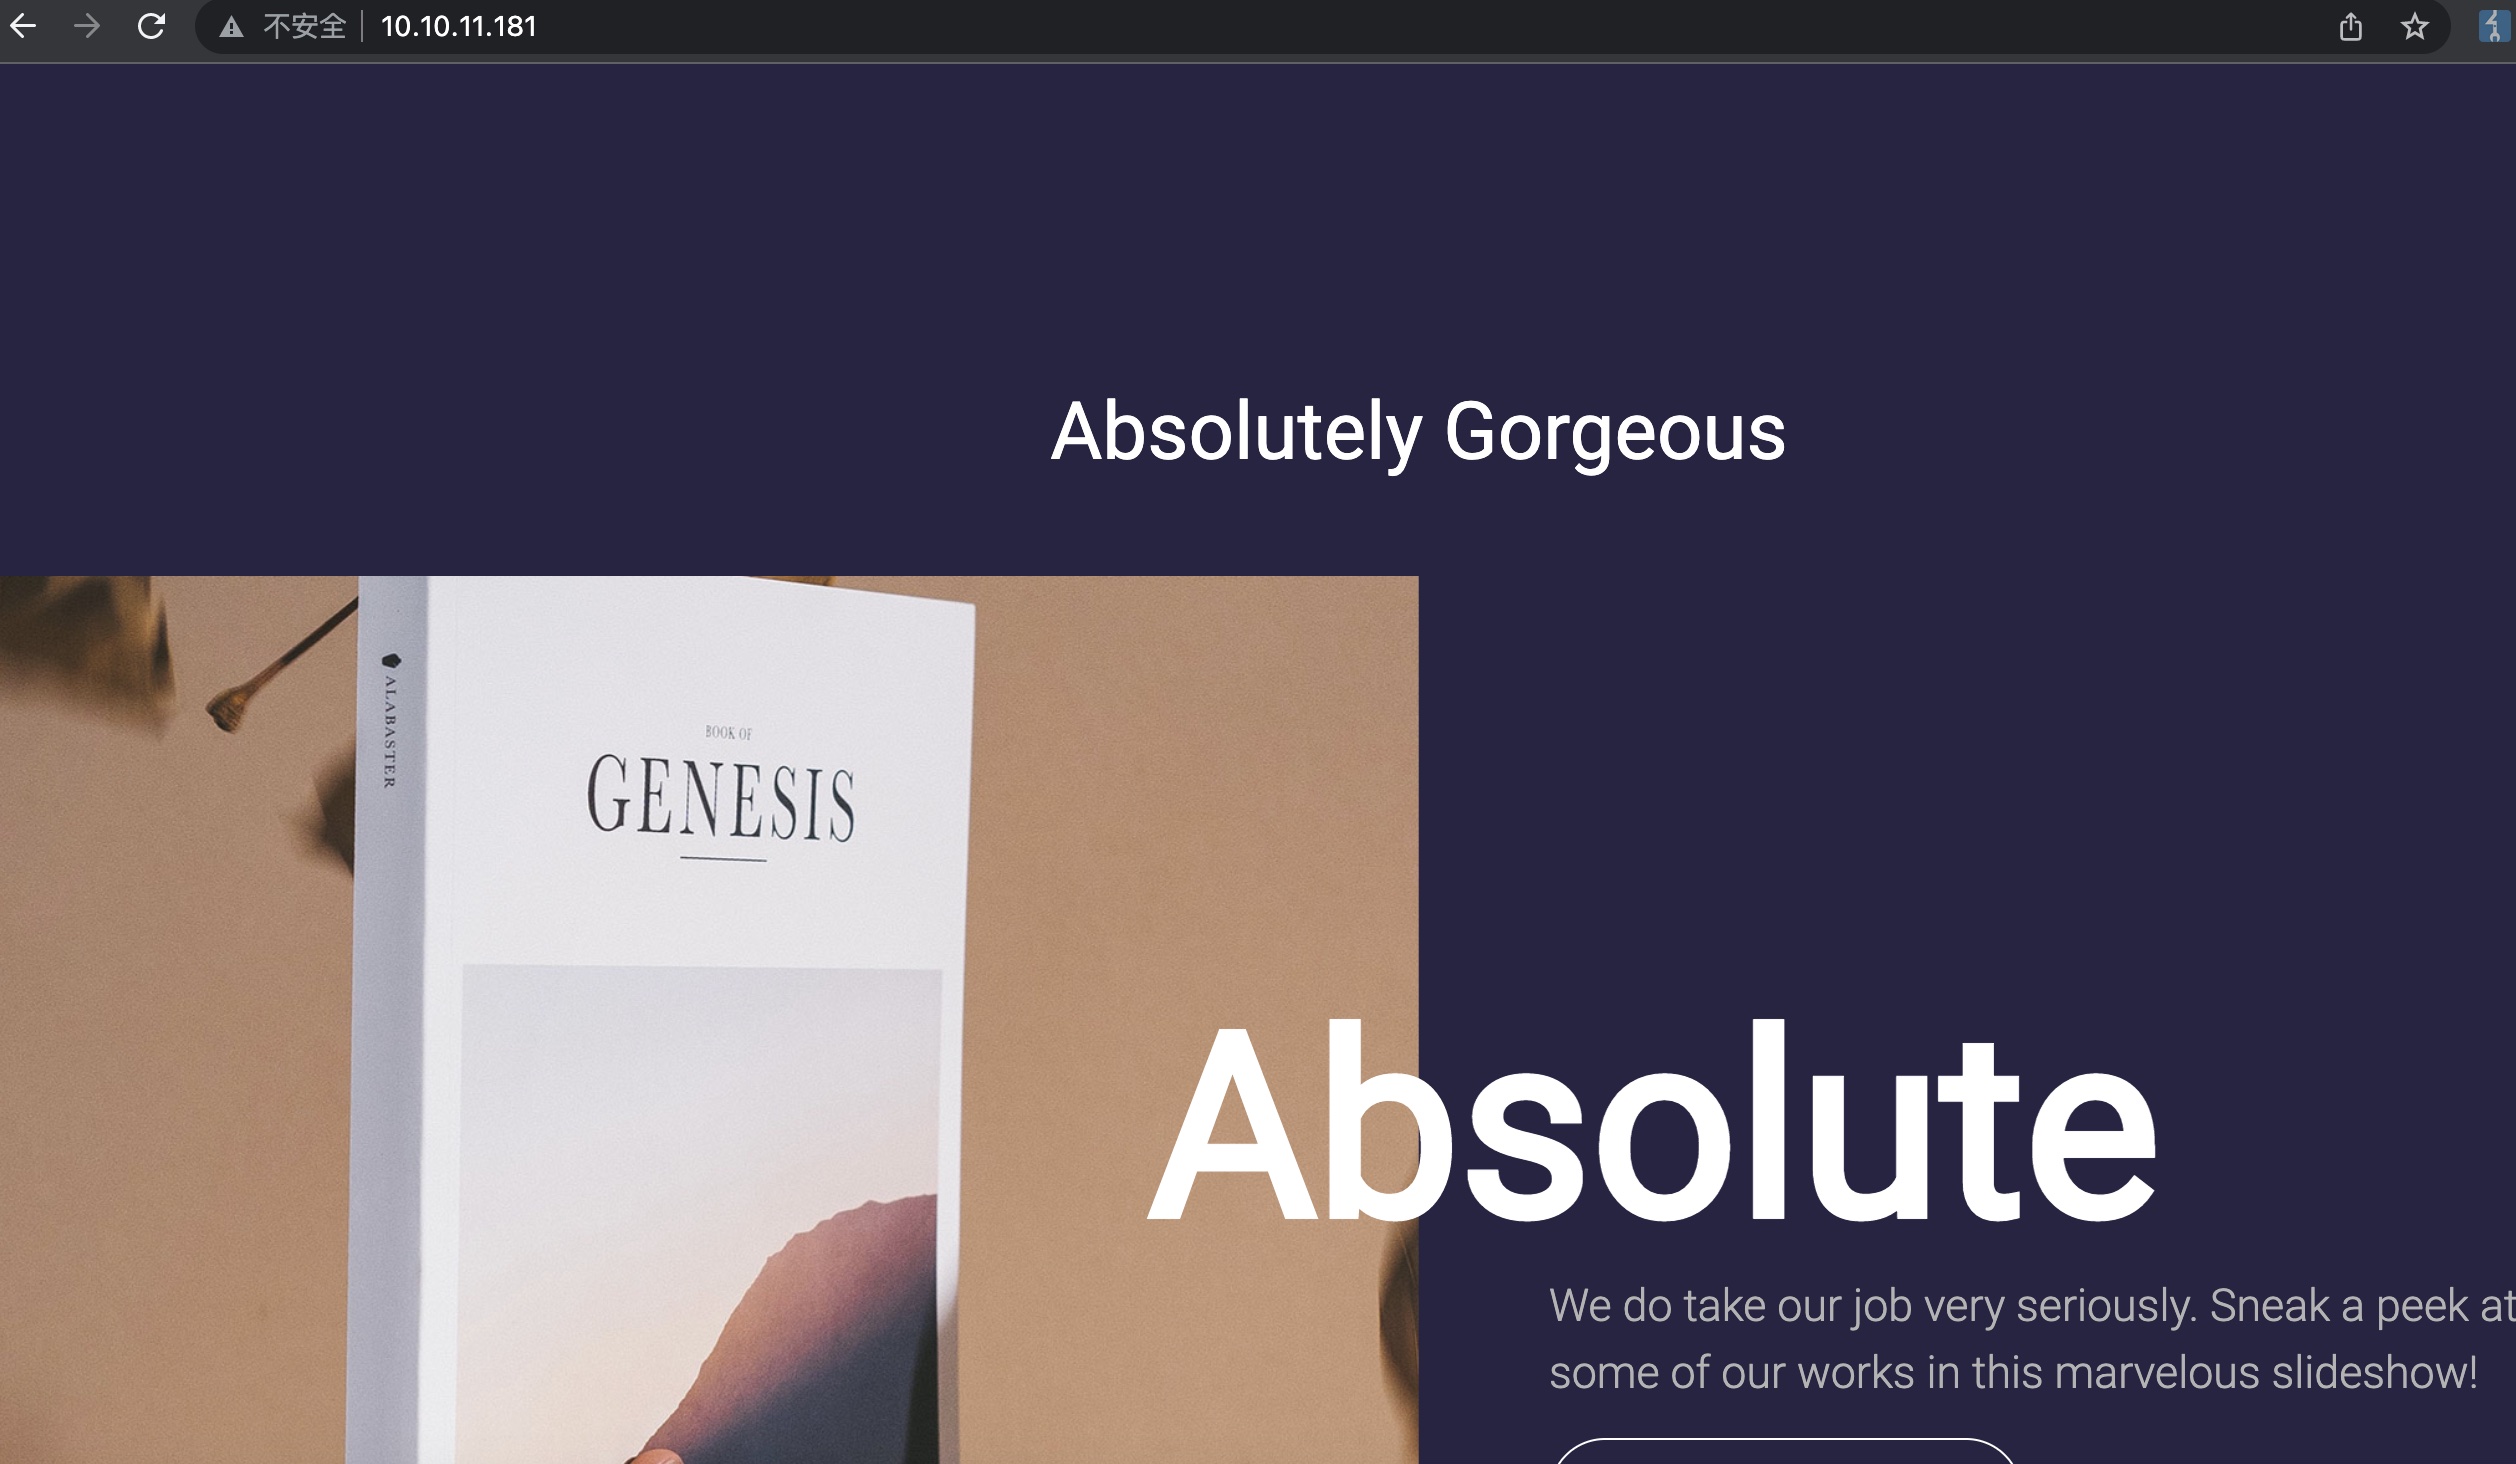 不安全
10.10.11.181
Absolutely Gorgeous
ALABASTER
BOOK OF
GENESIS
Absolute
We do take our job very seriously. Sneak a peek at
some of our works in this marvelous slideshow!